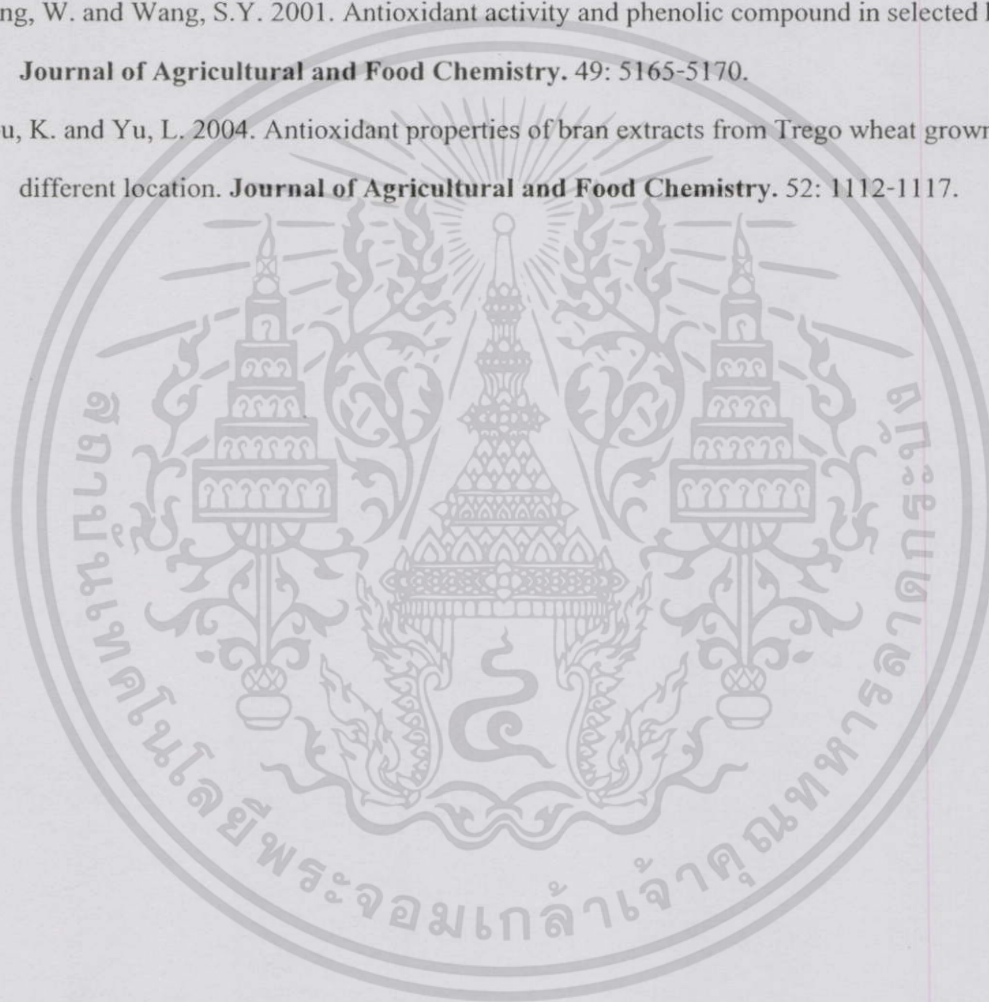 ng, W. and Wang, S.Y. 2001. Antioxidant activity and phenolic compound in selected
Journal of Agricultural and Food Chemistry. 49: 5165-5170.
u, K. and Yu, L. 2004. Antioxidant properties of bran extracts from Trego wheat grown
different location. Journal of Agricultural and Food Chemistry. 52: 1112-1117.
สถาบันเทคโนโลยีพระจอมเกล้าเจ้าคุณทหารลาดกระบัง